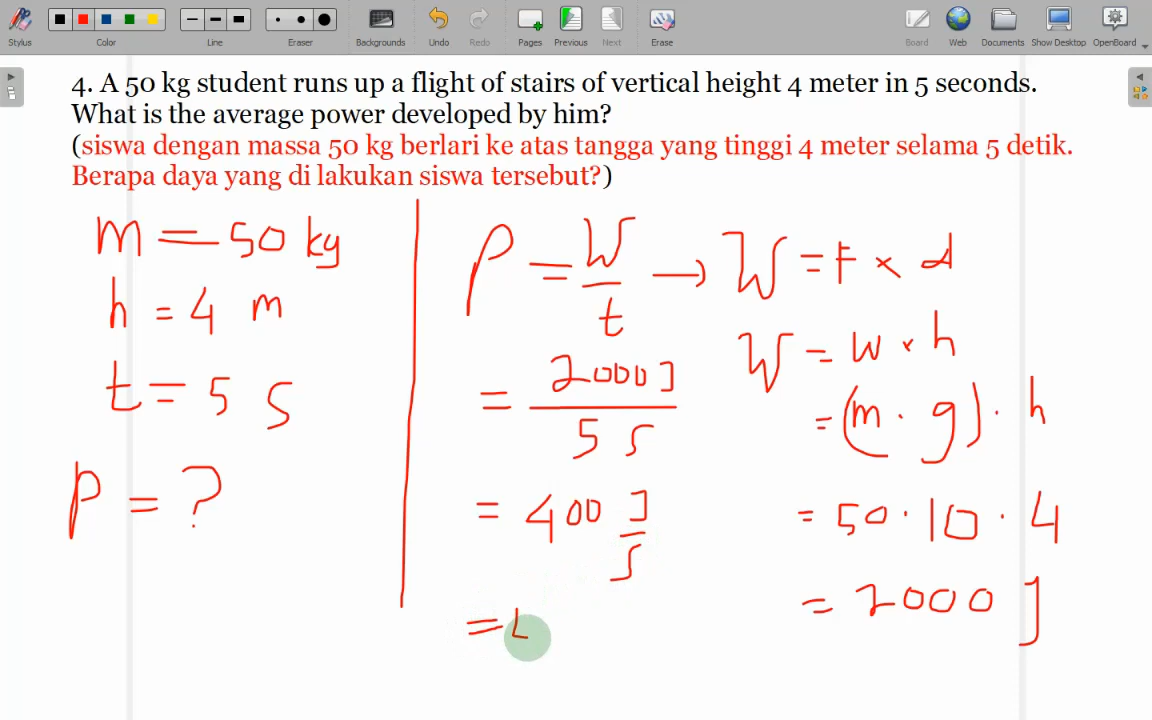 Stylus Color Line Eraser Backgrounds Undo Redo Pages Previous Next Erase Board Web Documents Show Desktop OpenBoard
4. A 50 kg student runs up a flight of stairs of vertical height 4 meter in 5 seconds.
What is the average power developed by him?
(siswa dengan massa 50 kg berlari ke atas tangga yang tinggi 4 meter selama 5 detik.
Berapa daya yang di lakukan siswa tersebut?)
m = 50 kg
h = 4 m
t = 5 s
P = ?
P = W/t → W = F × d
= 2000 J / 5 s
= 400 J/s
=
W = w × h
= (m · g) · h
= 50 · 10 · 4
= 2000 J